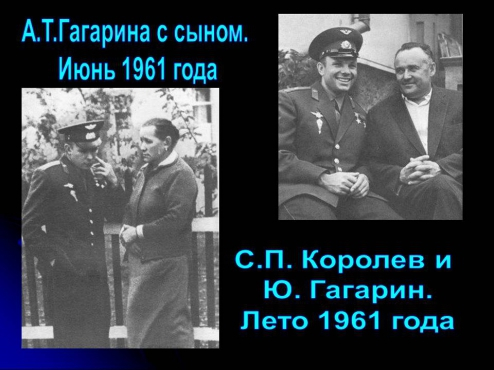 А.Т.Гагарина с сыном.
Июнь 1961 года
С.П. Королев и
Ю. Гагарин.
Лето 1961 года